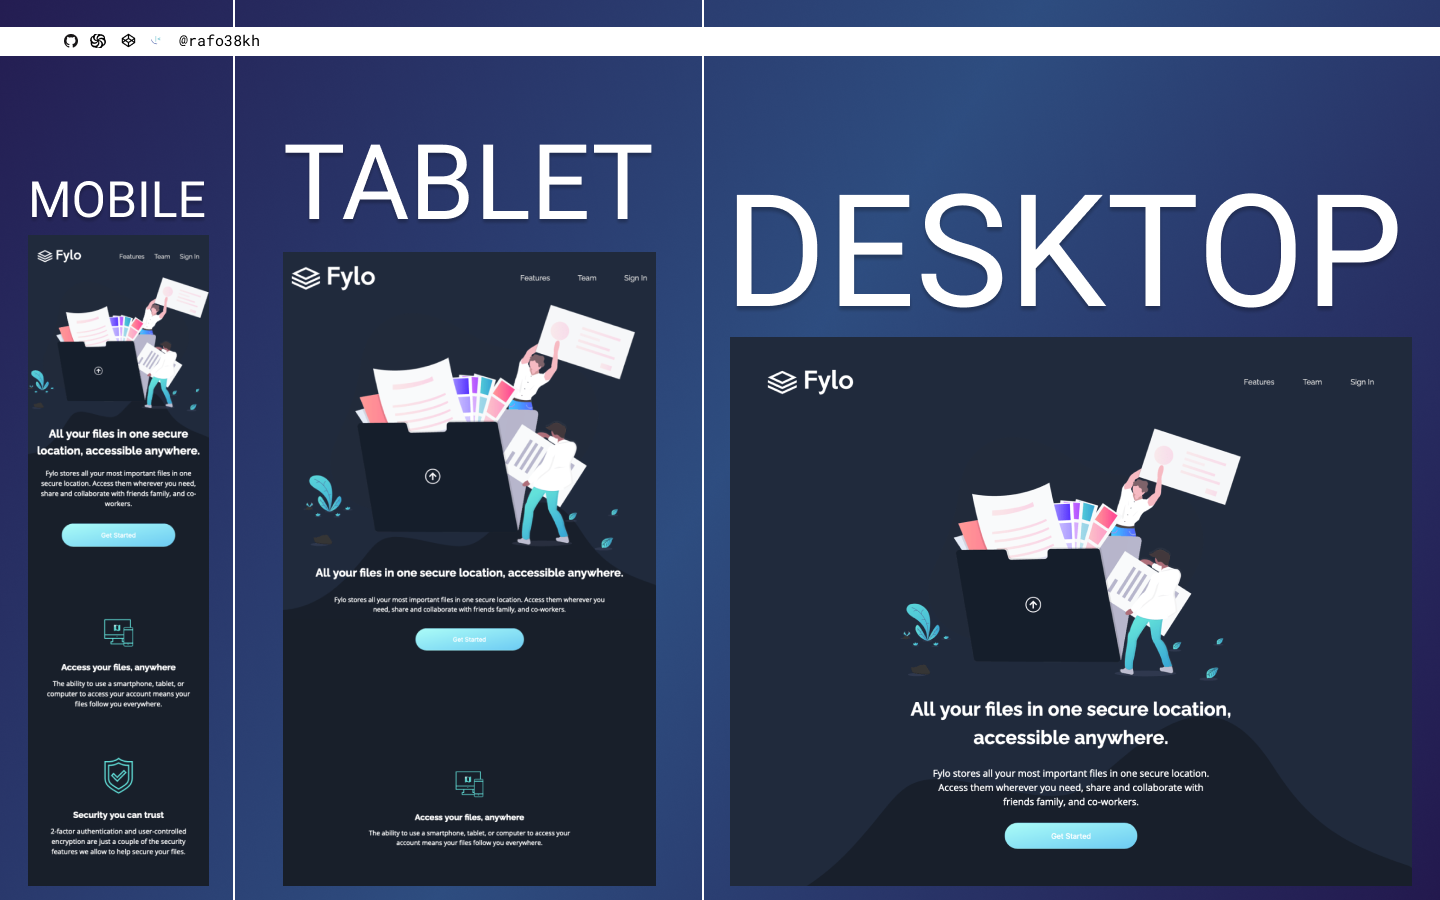 @rafo38kh
MOBILE
Fylo
Features Team Sign In
All your files in one secure
location, accessible anywhere.
Fylo stores all your most important files in one
secure location. Access them wherever you need,
share and collaborate with friends family, and co-
workers.
Get Started
Access your files, anywhere
The ability to use a smartphone, tablet, or
computer to access your account means your
files follow you everywhere.
Security you can trust
2-factor authentication and user-controlled
encryption are just a couple of the security
features we allow to help secure your files.
TABLET
Fylo
Features Team Sign In
All your files in one secure location, accessible anywhere.
Fylo stores all your most important files in one secure location. Access them wherever you
need, share and collaborate with friends family, and co-workers.
Get Started
Access your files, anywhere
The ability to use a smartphone, tablet, or computer to access your
account means your files follow you everywhere.
DESKTOP
Fylo
Features Team Sign In
All your files in one secure location,
accessible anywhere.
Fylo stores all your most important files in one secure location.
Access them wherever you need, share and collaborate with
friends family, and co-workers.
Get Started